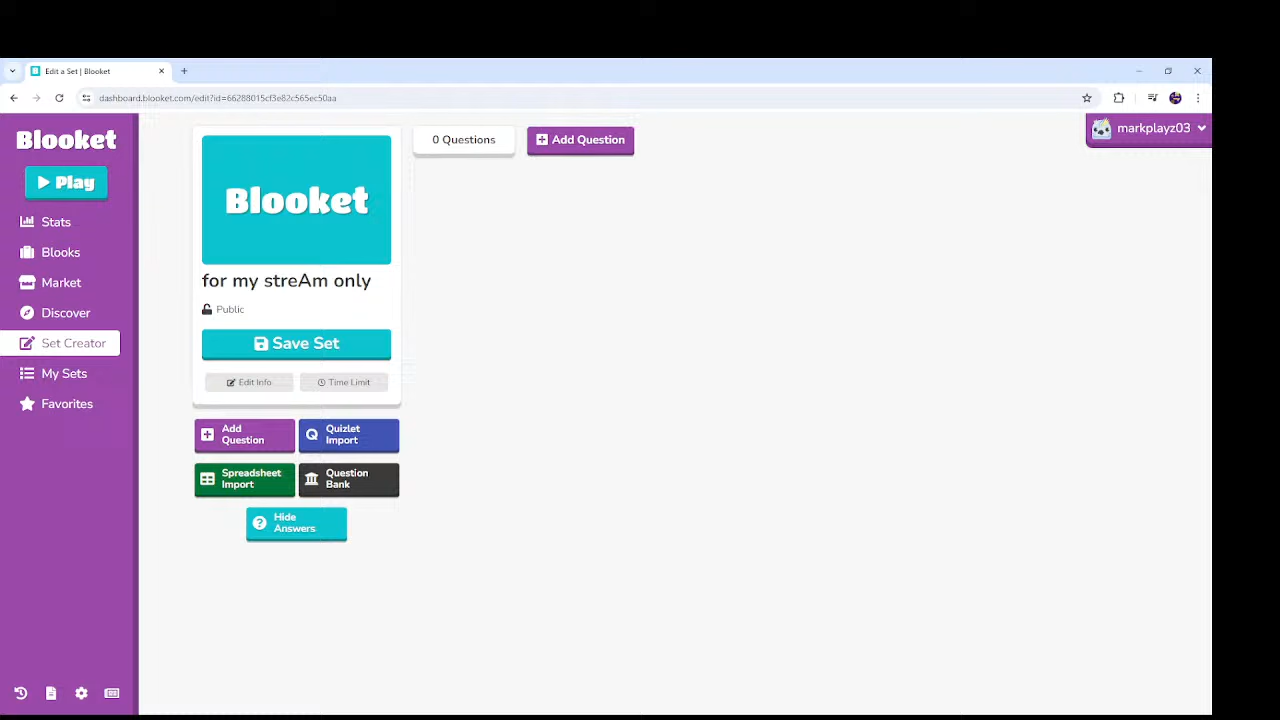 Edit a Set | Blooket
dashboard.blooket.com/edit?id=66288015cf3e82c565ec50aa
Blooket
Play
Stats
Blooks
Market
Discover
Set Creator
My Sets
Favorites
Blooket
for my streAm only
Public
Save Set
Edit Info
Time Limit
Add
Question
Quizlet
Import
Spreadsheet
Import
Question
Bank
Hide
Answers
0 Questions
Add Question
markplayz03